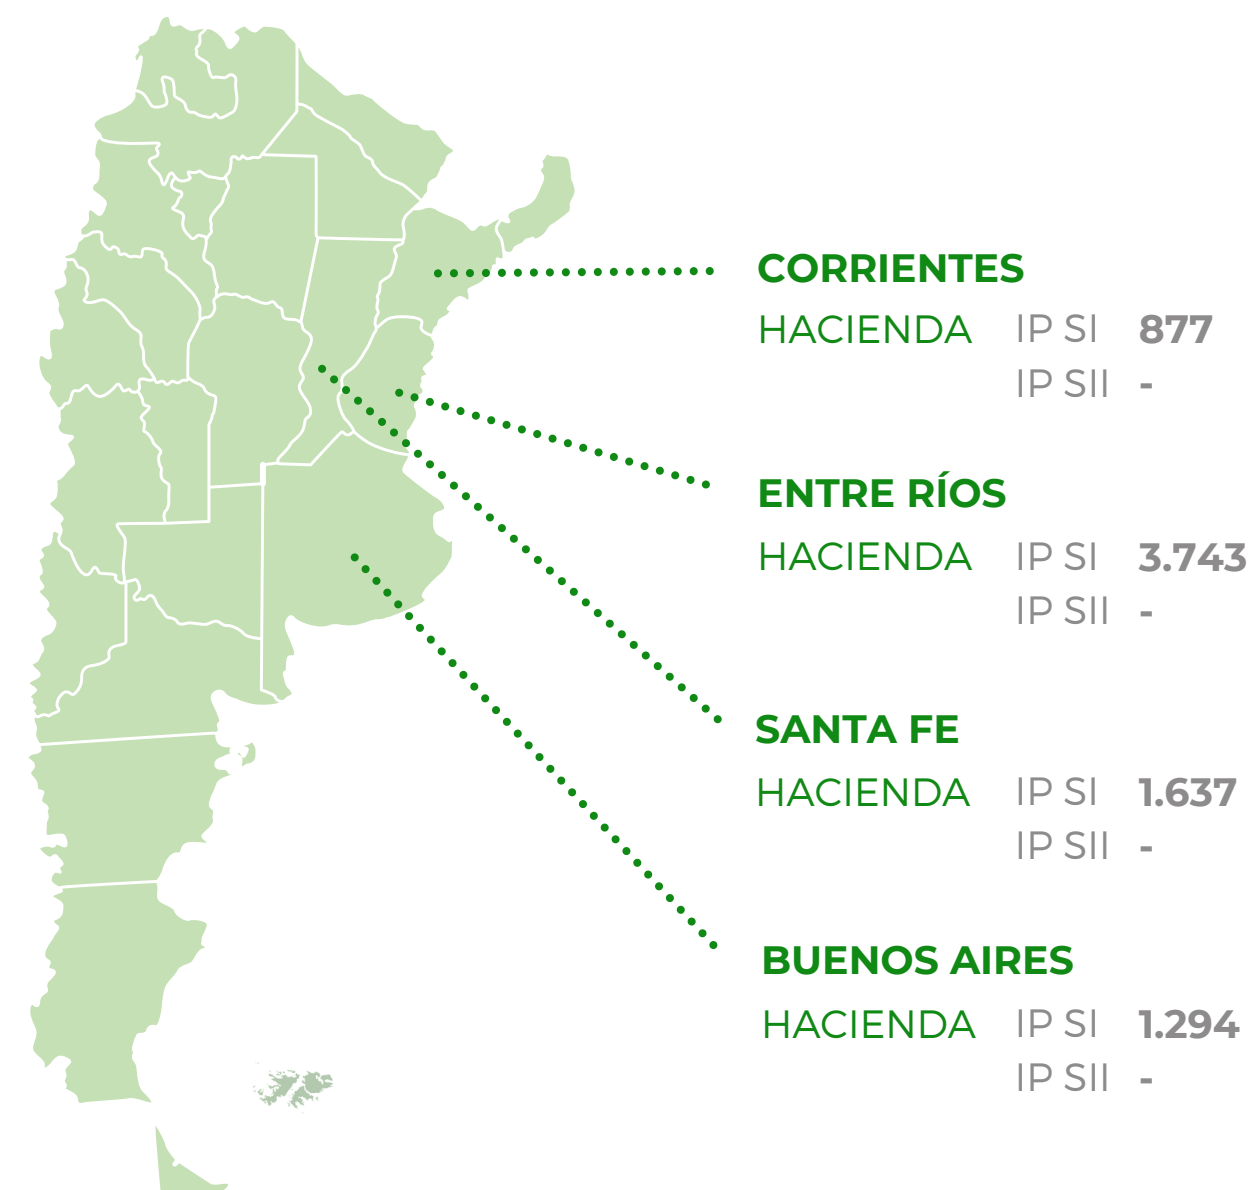 CORRIENTES
HACIENDA IP SI 877
IP SII -
ENTRE RÍOS
HACIENDA IP SI 3.743
IP SII -
SANTA FE
HACIENDA IP SI 1.637
IP SII -
BUENOS AIRES
HACIENDA IP SI 1.294
IP SII -